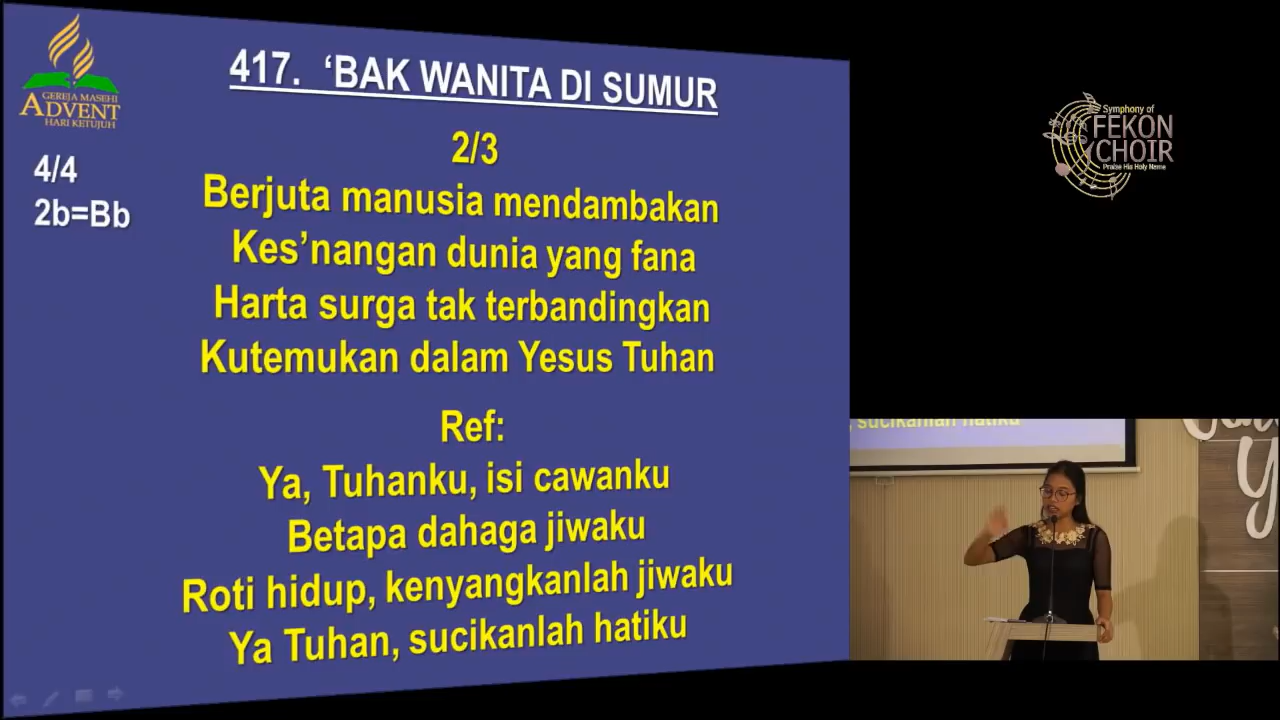 GEREJA MASEHI
ADVENT
HARI KETUJUH
417. ‘BAK WANITA DI SUMUR
4/4
2b=Bb
2/3
Berjuta manusia mendambakan
Kes’nangan dunia yang fana
Harta surga tak terbandingkan
Kutemukan dalam Yesus Tuhan
Ref:
Ya, Tuhanku, isi cawanku
Betapa dahaga jiwaku
Roti hidup, kenyangkanlah jiwaku
Ya Tuhan, sucikanlah hatiku
Symphony of
FEKON
CHOIR
Praise His Holy Name
, sucikanlah hatiku